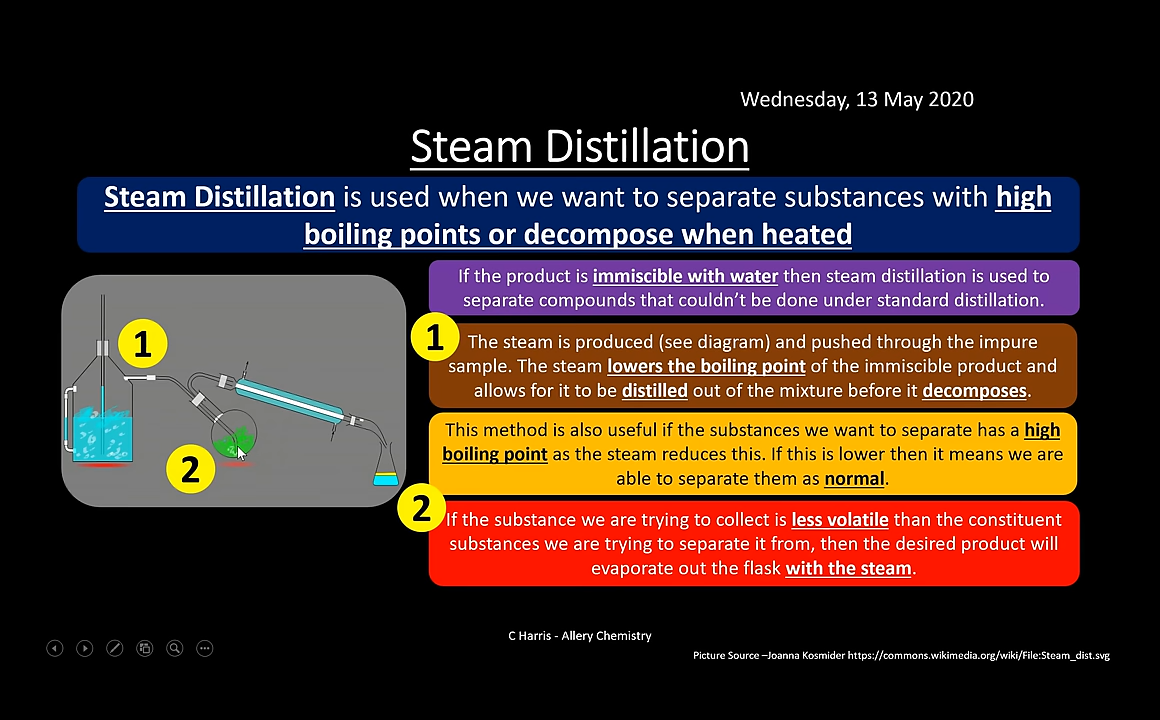 Wednesday, 13 May 2020
Steam Distillation
Steam Distillation is used when we want to separate substances with high
boiling points or decompose when heated
If the product is immiscible with water then steam distillation is used to
separate compounds that couldn’t be done under standard distillation.
1
1
The steam is produced (see diagram) and pushed through the impure
sample. The steam lowers the boiling point of the immiscible product and
allows for it to be distilled out of the mixture before it decomposes.
This method is also useful if the substances we want to separate has a high
boiling point as the steam reduces this. If this is lower then it means we are
able to separate them as normal.
2
2
If the substance we are trying to collect is less volatile than the constituent
substances we are trying to separate it from, then the desired product will
evaporate out the flask with the steam.
C Harris - Allery Chemistry
Picture Source –Joanna Kosmider https://commons.wikimedia.org/wiki/File:Steam_dist.svg